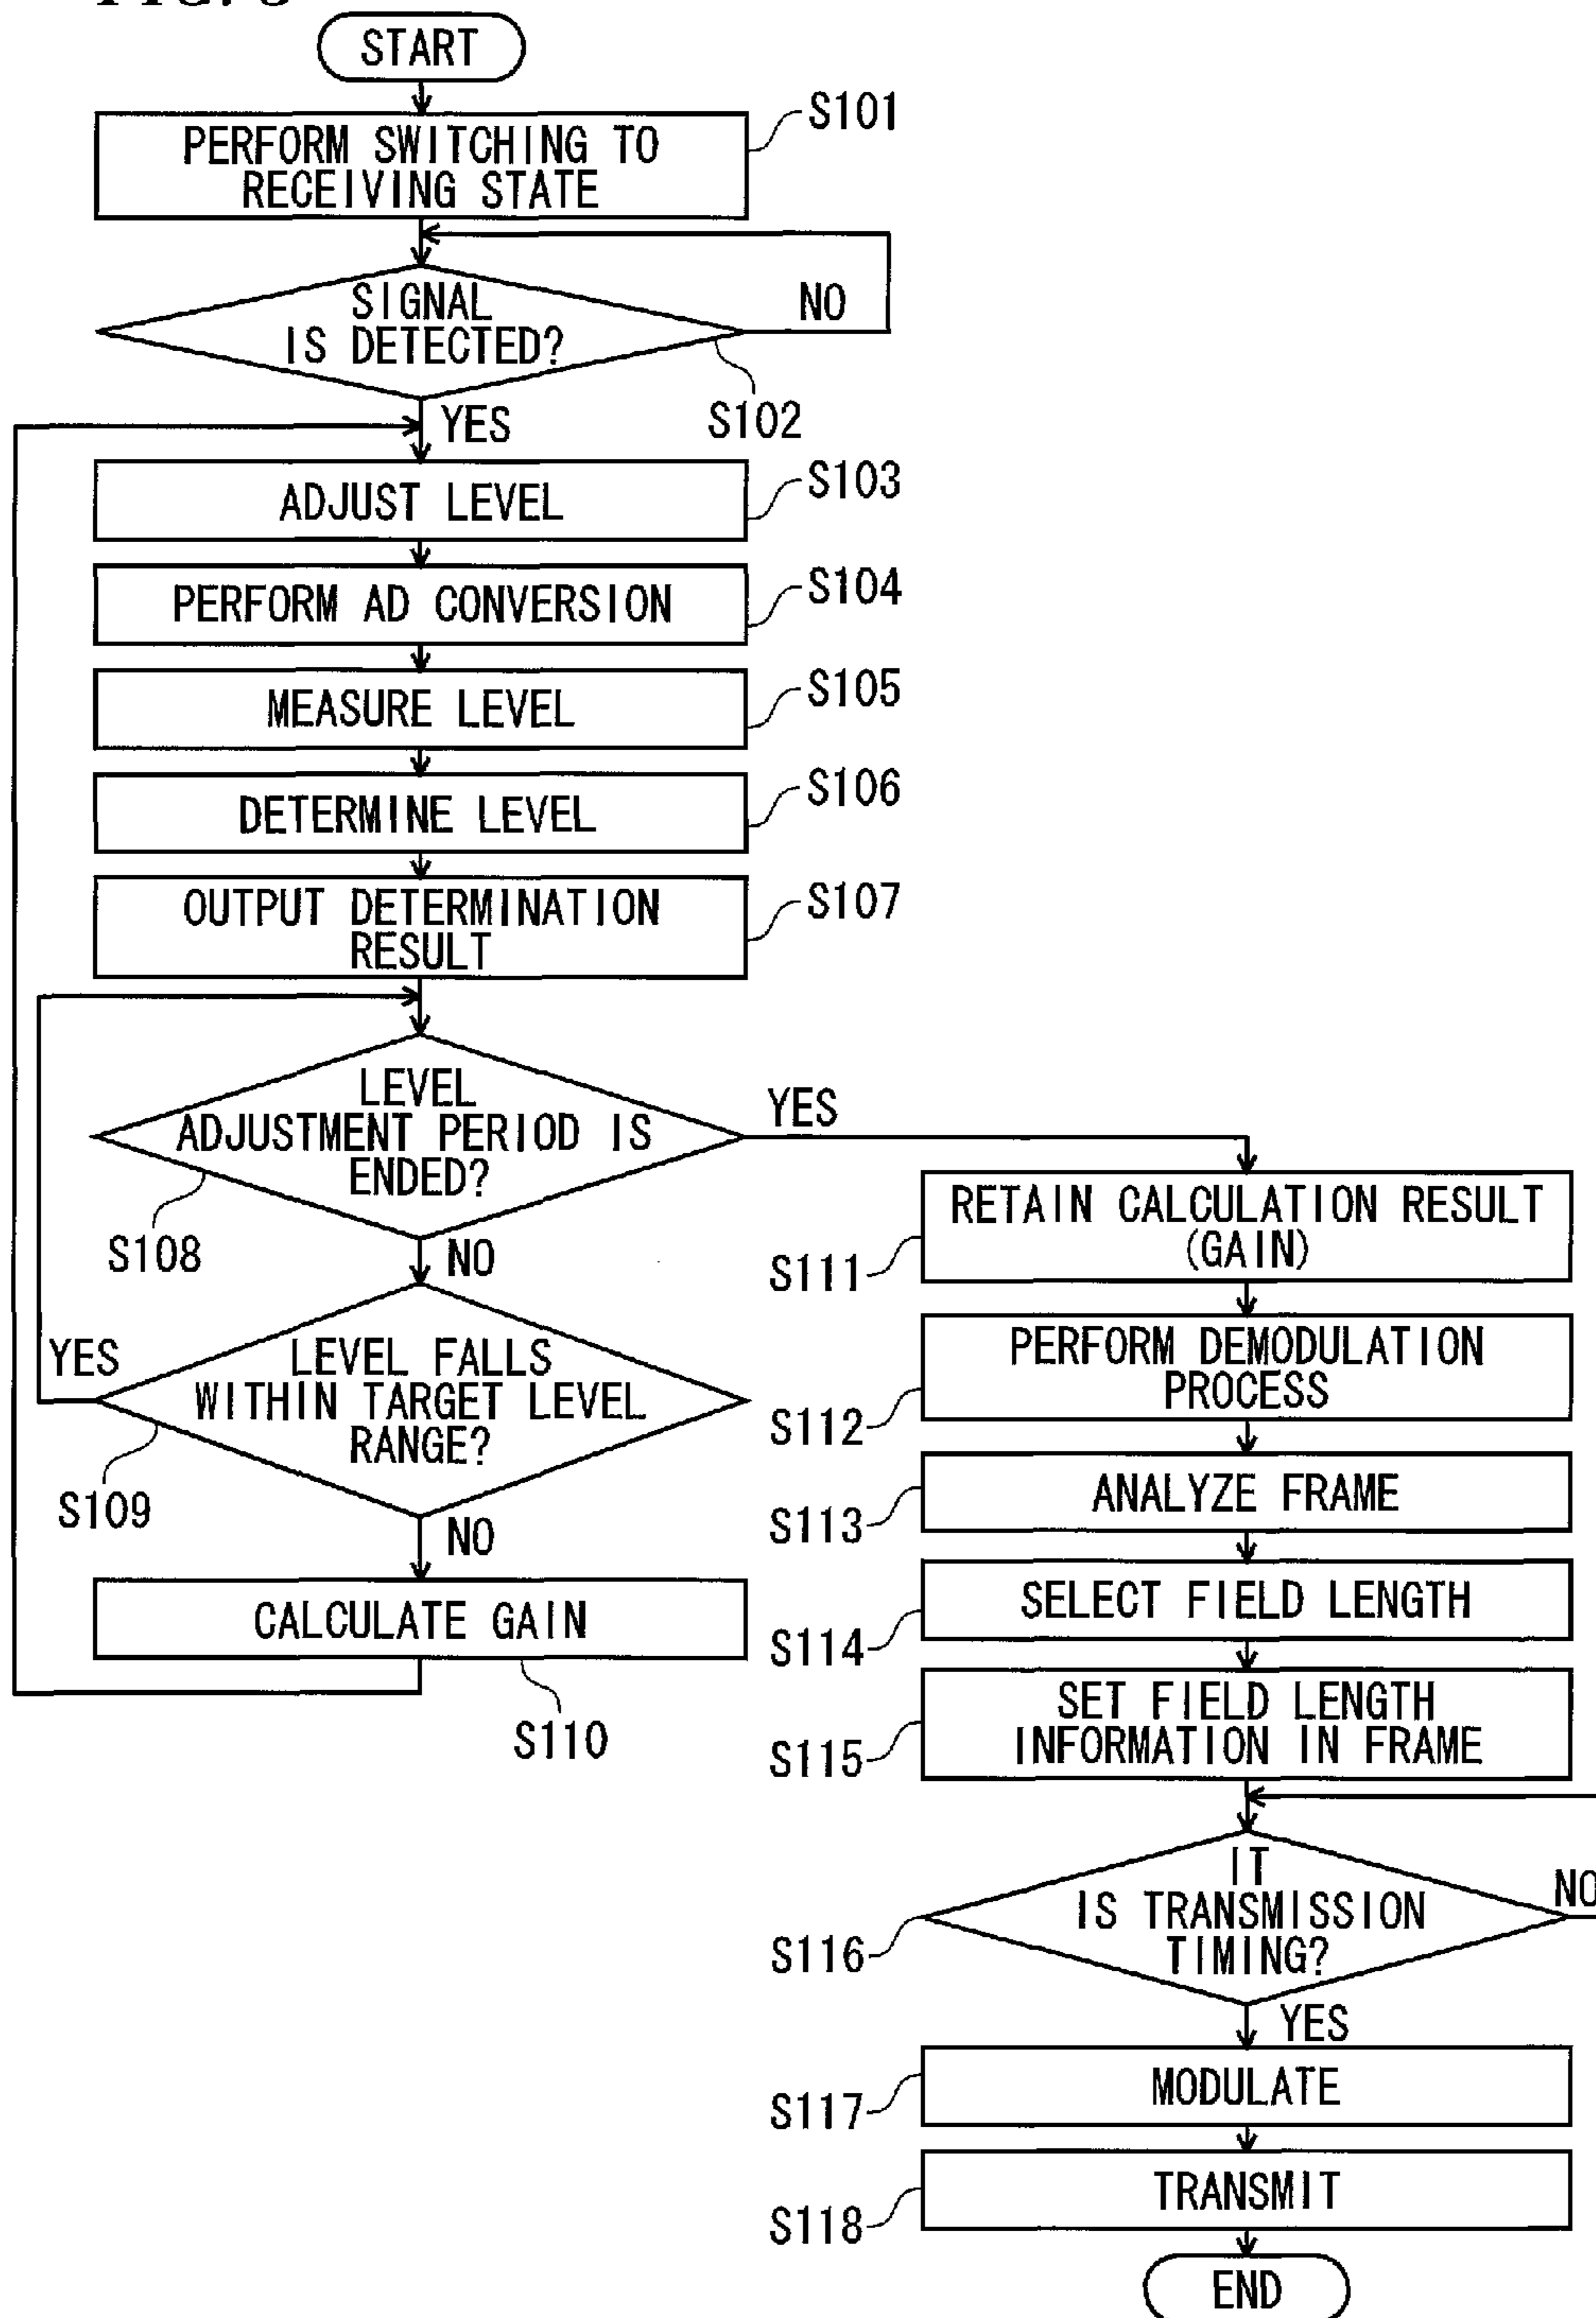 START
S101
PERFORM SWITCHING TO
RECEIVING STATE
SIGNAL
IS DETECTED?
NO
S102
YES
S103
ADJUST LEVEL
S104
PERFORM AD CONVERSION
S105
MEASURE LEVEL
S106
DETERMINE LEVEL
S107
OUTPUT DETERMINATION
RESULT
LEVEL
ADJUSTMENT PERIOD IS
ENDED?
YES
S108
NO
LEVEL FALLS
WITHIN TARGET LEVEL
RANGE?
YES
S109
NO
CALCULATE GAIN
S110
RETAIN CALCULATION RESULT
(GAIN)
S111
PERFORM DEMODULATION
PROCESS
S112
ANALYZE FRAME
S113
SELECT FIELD LENGTH
S114
SET FIELD LENGTH
INFORMATION IN FRAME
S115
IT
IS TRANSMISSION
TIMING?
NO
S116
YES
MODULATE
S117
TRANSMIT
S118
END